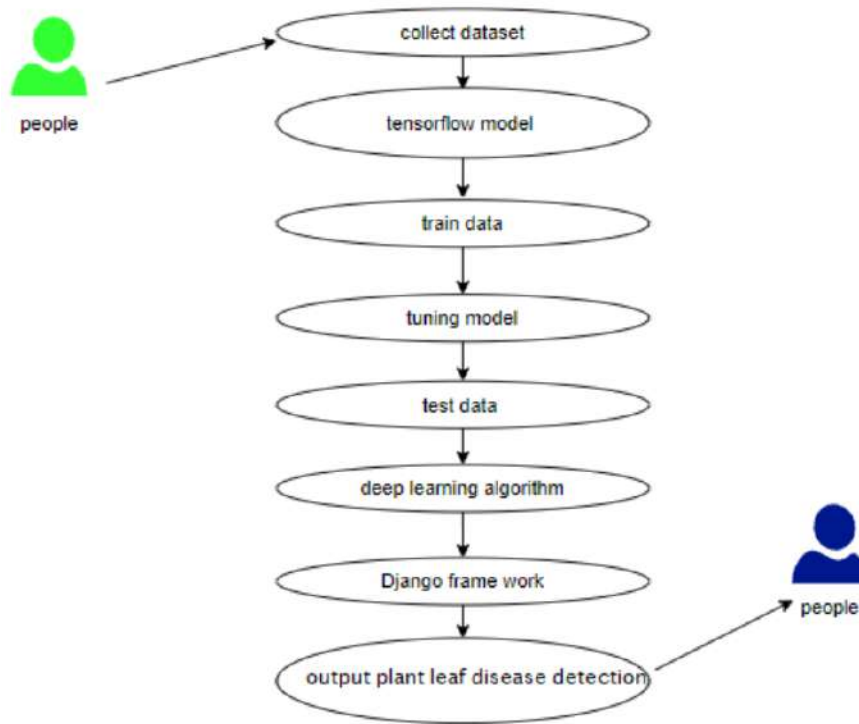 collect dataset
people
tensorflow model
train data
tuning model
test data
deep learning algorithm
Django frame work
people
output plant leaf disease detection